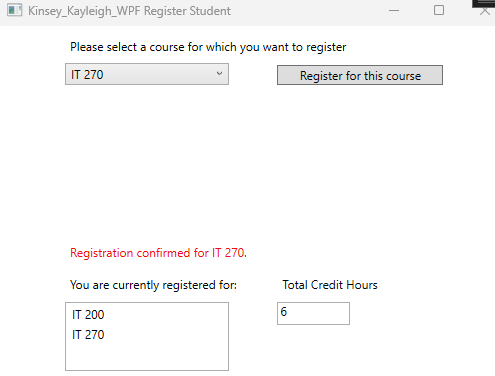 Kinsey_Kayleigh_WPF Register Student
Please select a course for which you want to register
IT 270
Register for this course
Registration confirmed for IT 270.
You are currently registered for:
Total Credit Hours
IT 200
6
IT 270